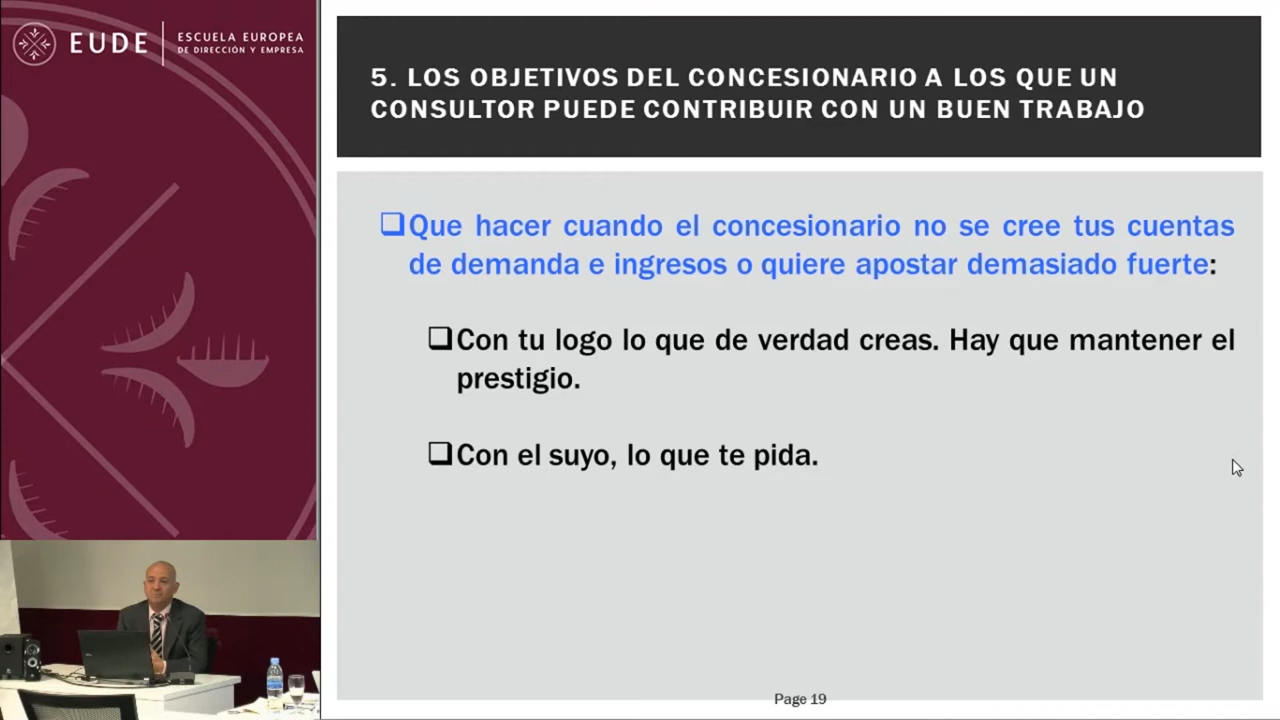 EUDE
ESCUELA EUROPEA
DE DIRECCIÓN Y EMPRESA
5. LOS OBJETIVOS DEL CONCESIONARIO A LOS QUE UN
CONSULTOR PUEDE CONTRIBUIR CON UN BUEN TRABAJO
Que hacer cuando el concesionario no se cree tus cuentas
de demanda e ingresos o quiere apostar demasiado fuerte:
Con tu logo lo que de verdad creas. Hay que mantener el
prestigio.
Con el suyo, lo que te pida.
Page 19